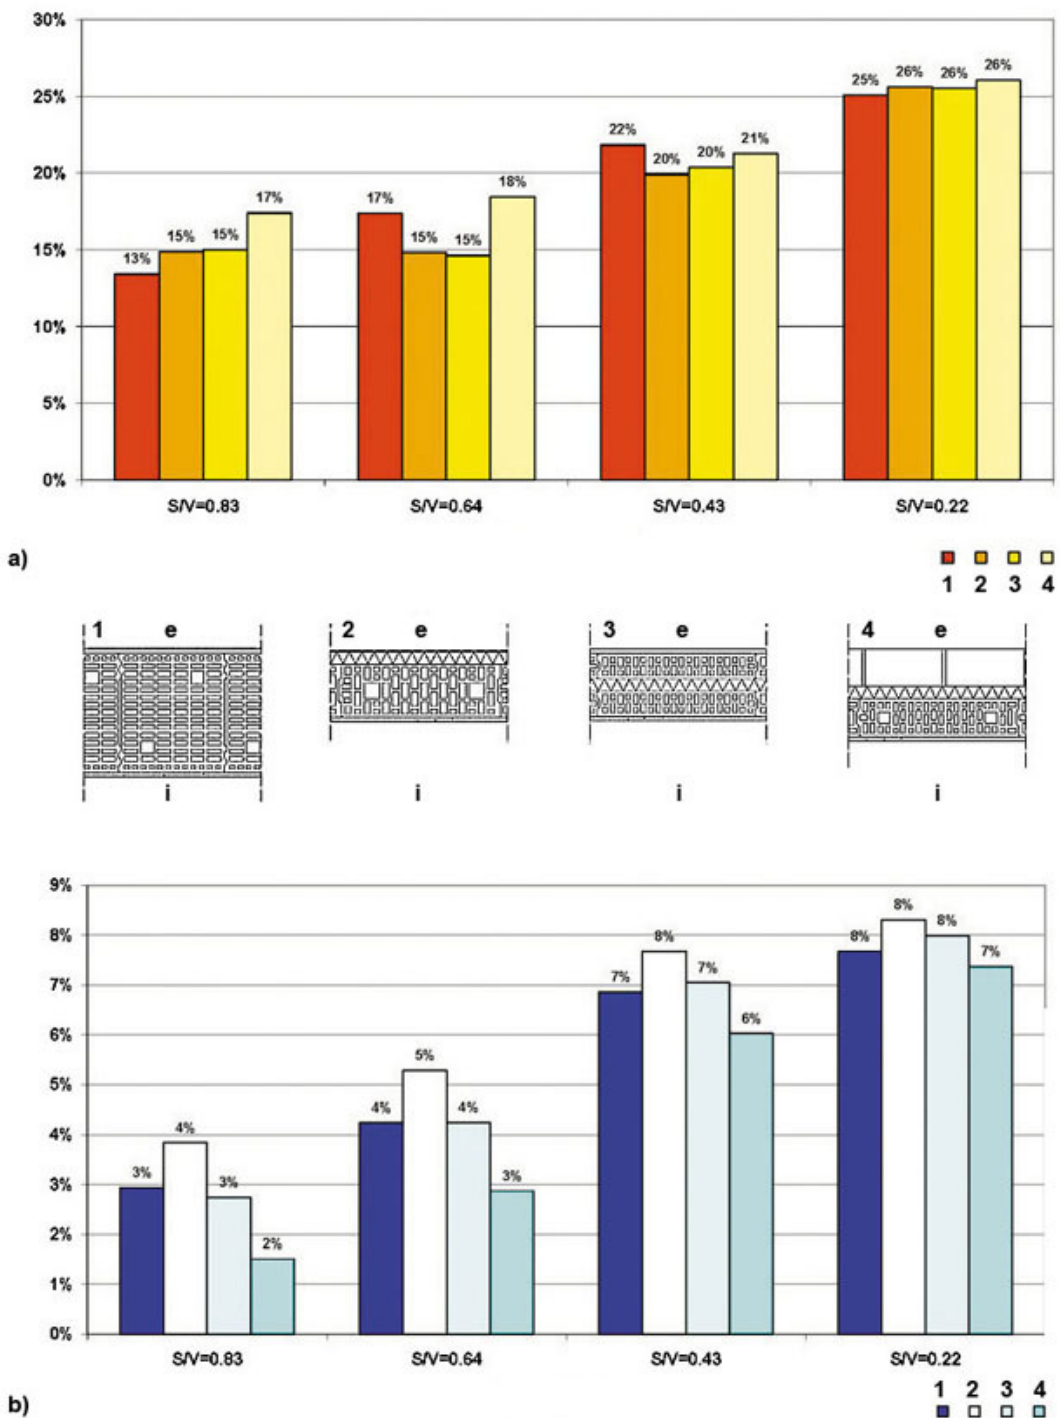 30%
26%
25% 26% 26%
25%
22%
21%
20% 20%
20%
18%
17% 17%
15% 15% 15% 15%
15%
13%
10%
5%
0%
S/V=0.83 S/V=0.64 S/V=0.43 S/V=0.22
a)
1 2 3 4
1 e 2 e 3 e 4 e
i i i i
9%
8%
8%
8% 8% 8%
7%
7% 7%
7%
6%
6%
5%
5%
4% 4%
4%
4%
3% 3% 3%
3%
2%
2%
1%
0%
S/V=0.83 S/V=0.64 S/V=0.43 S/V=0.22
1 2 3 4
b)